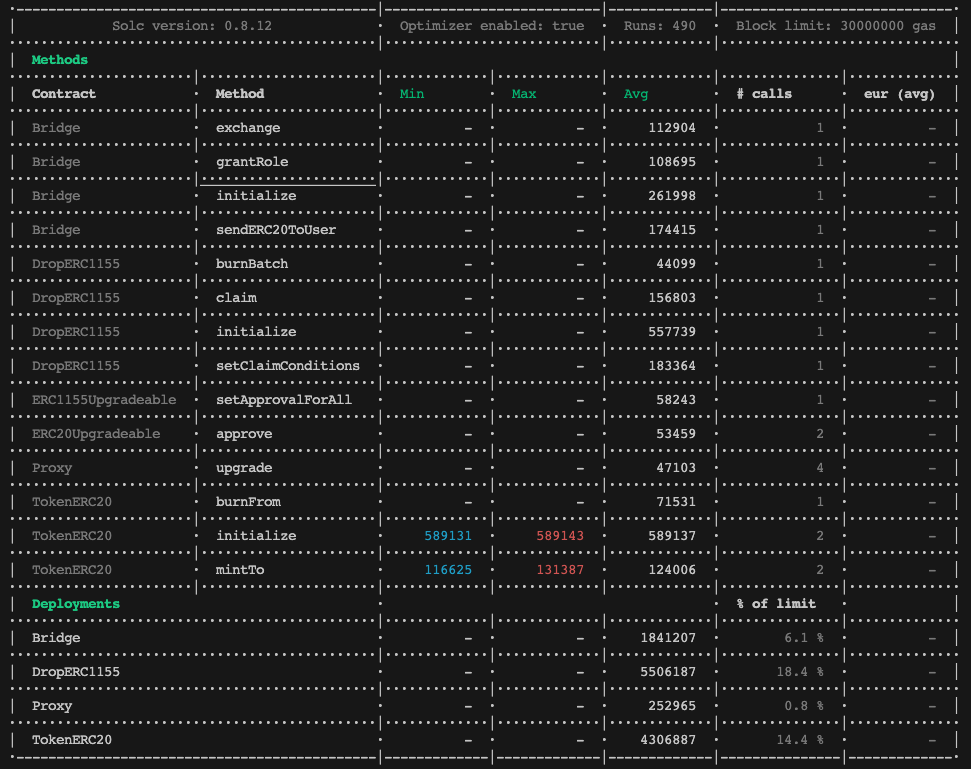 Solc version: 0.8.12 Optimizer enabled: true Runs: 490 Block limit: 30000000 gas
Methods
Contract Method Min Max Avg # calls eur (avg)
Bridge exchange - - 112904 1 -
Bridge grantRole - - 108695 1 -
Bridge initialize - - 261998 1 -
Bridge sendERC20ToUser - - 174415 1 -
DropERC1155 burnBatch - - 44099 1 -
DropERC1155 claim - - 156803 1 -
DropERC1155 initialize - - 557739 1 -
DropERC1155 setClaimConditions - - 183364 1 -
ERC1155Upgradeable setApprovalForAll - - 58243 1 -
ERC20Upgradeable approve - - 53459 2 -
Proxy upgrade - - 47103 4 -
TokenERC20 burnFrom - - 71531 1 -
TokenERC20 initialize 589131 589143 589137 2 -
TokenERC20 mintTo 116625 131387 124006 2 -
Deployments % of limit
Bridge - - 1841207 6.1 % -
DropERC1155 - - 5506187 18.4 % -
Proxy - - 252965 0.8 % -
TokenERC20 - - 4306887 14.4 % -